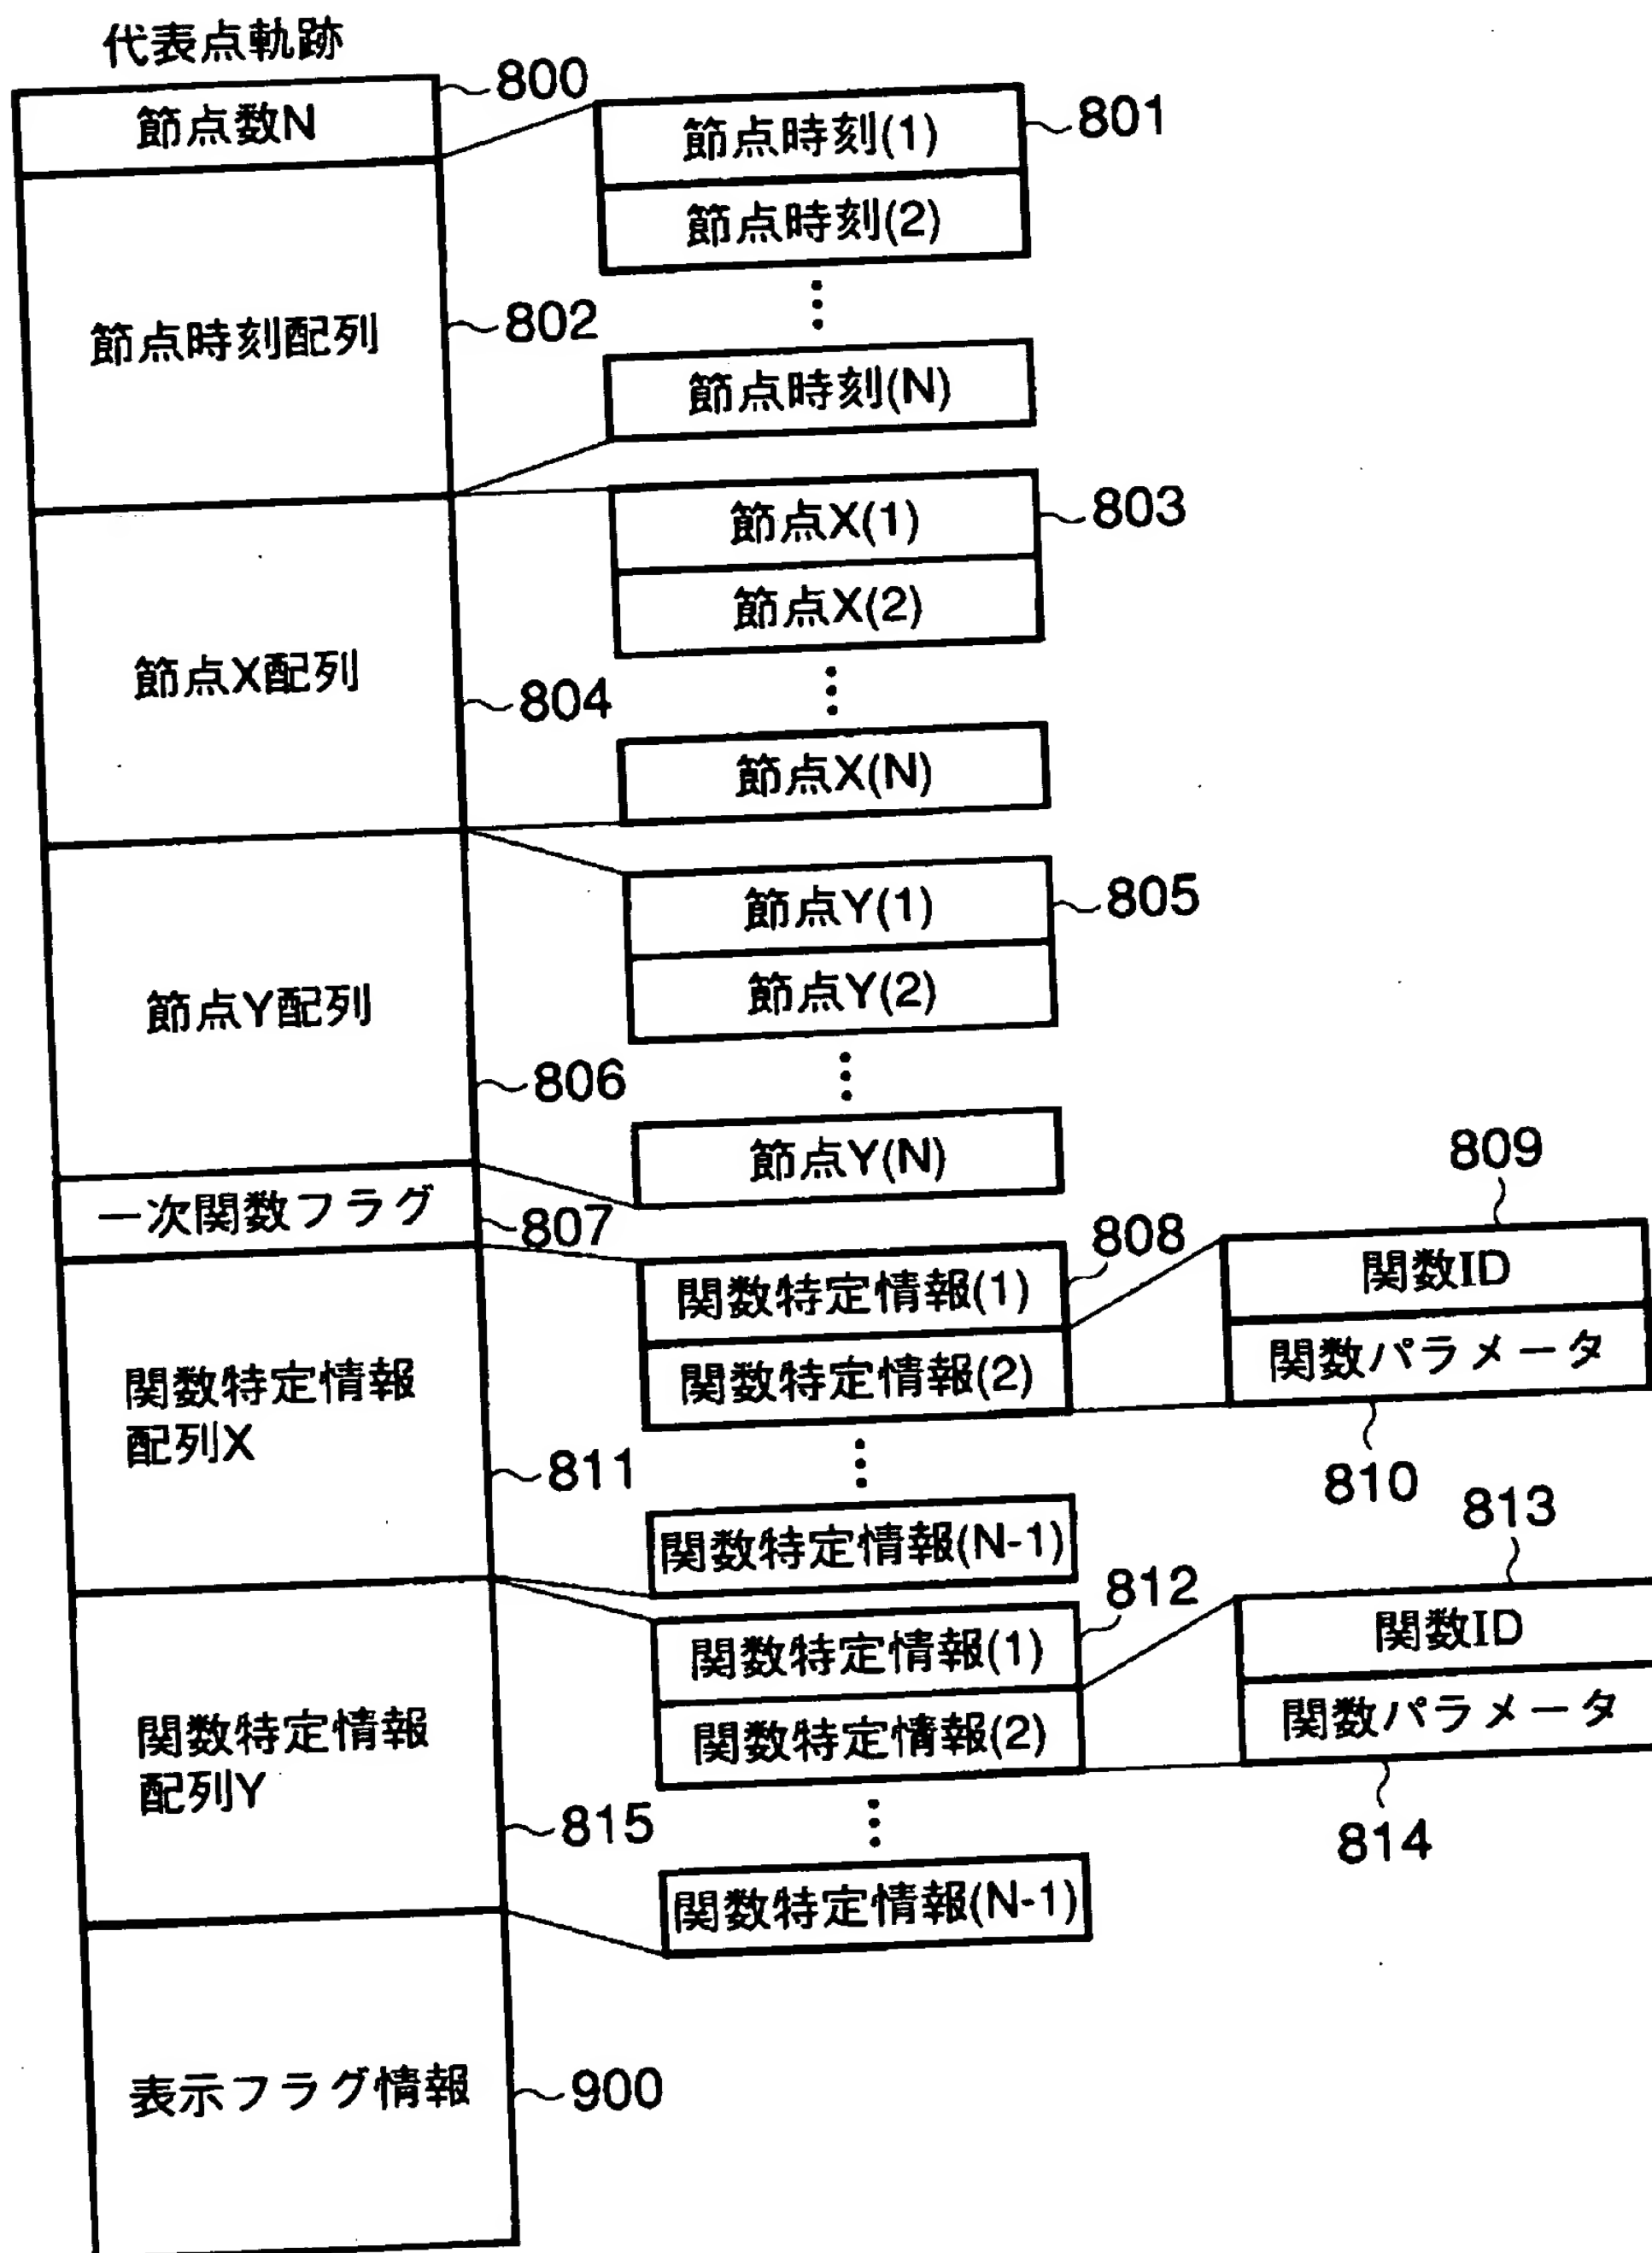 代表点軌跡
節点数N
800
節点時刻(1)
801
節点時刻(2)
節点時刻配列
802
節点時刻(N)
節点X(1)
803
節点X(2)
節点X配列
804
節点X(N)
節点Y(1)
805
節点Y(2)
節点Y配列
806
節点Y(N)
一次関数フラグ
807
関数特定情報(1)
808
809
関数ID
関数特定情報(2)
関数パラメータ
810
関数特定情報
配列X
811
関数特定情報(N-1)
関数特定情報(1)
812
813
関数ID
関数特定情報(2)
関数パラメータ
814
関数特定情報
配列Y
815
関数特定情報(N-1)
表示フラグ情報
900